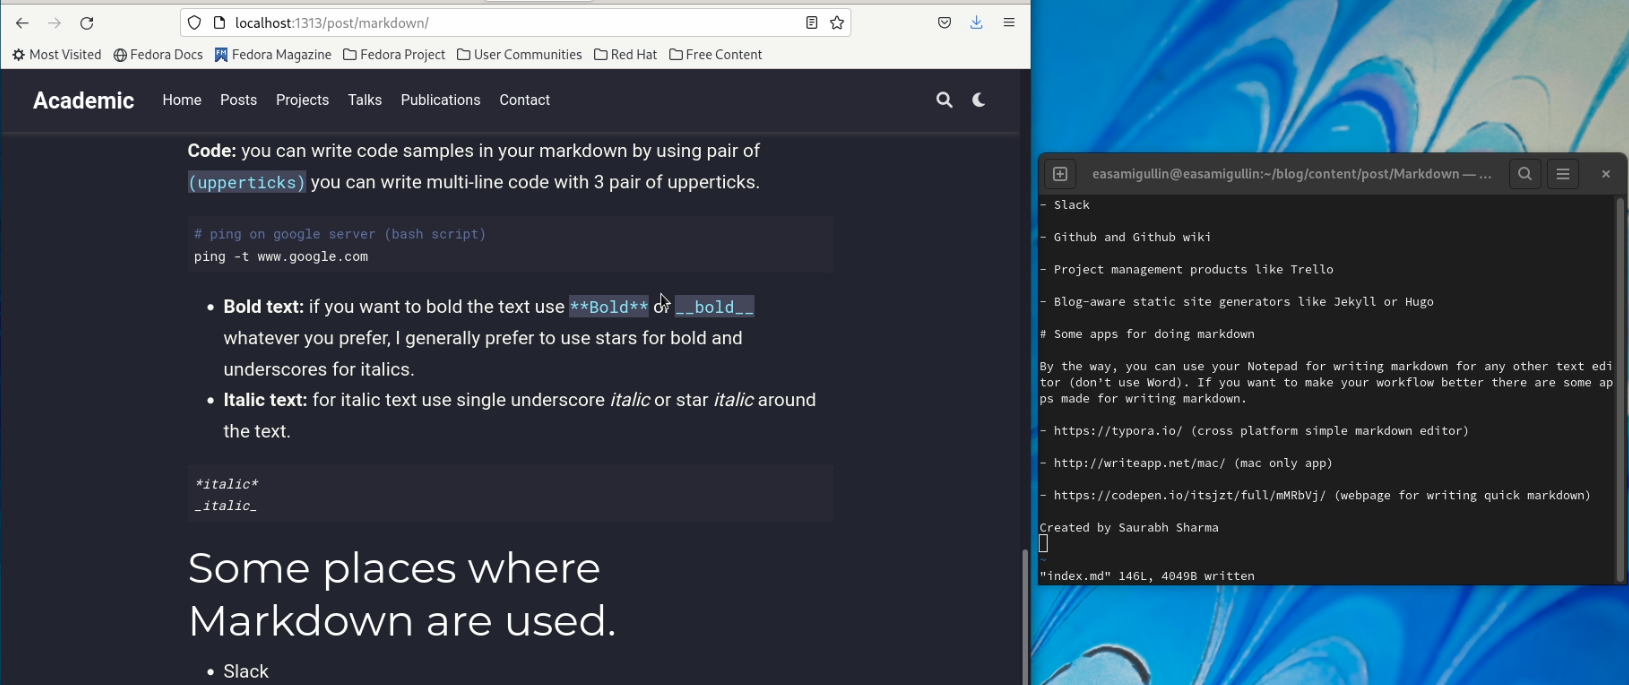 localhost:1313/post/markdown/
Most Visited Fedora Docs Fedora Magazine Fedora Project User Communities Red Hat Free Content
Academic Home Posts Projects Talks Publications Contact
Code: you can write code samples in your markdown by using pair of
(upperticks) you can write multi-line code with 3 pair of upperticks.
# ping on google server (bash script)
ping -t www.google.com
• Bold text: if you want to bold the text use **Bold** or __bold__
whatever you prefer, I generally prefer to use stars for bold and
underscores for italics.
• Italic text: for italic text use single underscore italic or star italic around
the text.
*italic*
_italic_
Some places where
Markdown are used.
• Slack
easamigullin@easamigullin:~/blog/content/post/Markdown — ...
- Slack
- Github and Github wiki
- Project management products like Trello
- Blog-aware static site generators like Jekyll or Hugo
# Some apps for doing markdown
By the way, you can use your Notepad for writing markdown for any other text edi
tor (don’t use Word). If you want to make your workflow better there are some ap
ps made for writing markdown.
- https://typora.io/ (cross platform simple markdown editor)
- http://writeapp.net/mac/ (mac only app)
- https://codepen.io/itsjzt/full/mMRbVj/ (webpage for writing quick markdown)
Created by Saurabh Sharma
~
"index.md" 146L, 4049B written